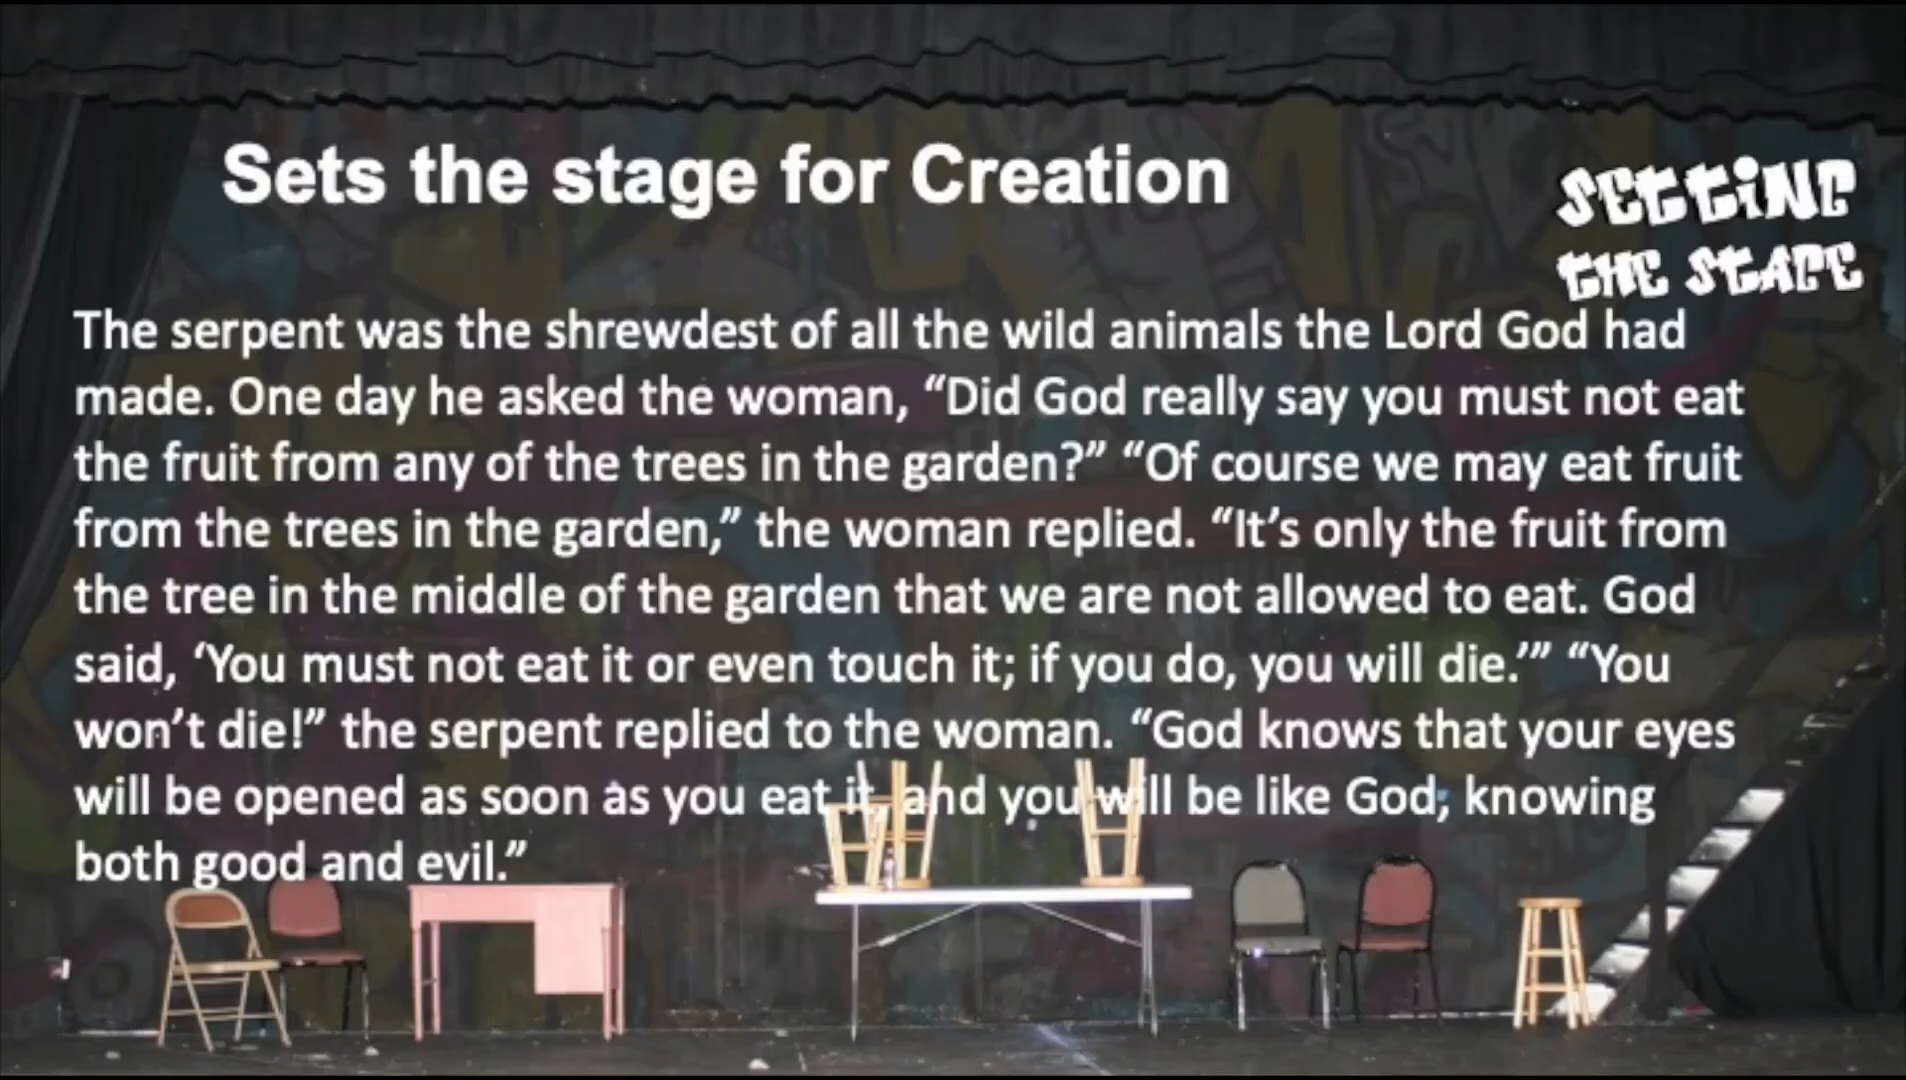 Sets the stage for Creation
SETTING
THE STAGE
The serpent was the shrewdest of all the wild animals the Lord God had
made. One day he asked the woman, “Did God really say you must not eat
the fruit from any of the trees in the garden?” “Of course we may eat fruit
from the trees in the garden,” the woman replied. “It’s only the fruit from
the tree in the middle of the garden that we are not allowed to eat. God
said, ‘You must not eat it or even touch it; if you do, you will die.’” “You
won’t die!” the serpent replied to the woman. “God knows that your eyes
will be opened as soon as you eat it, and you will be like God, knowing
both good and evil.”